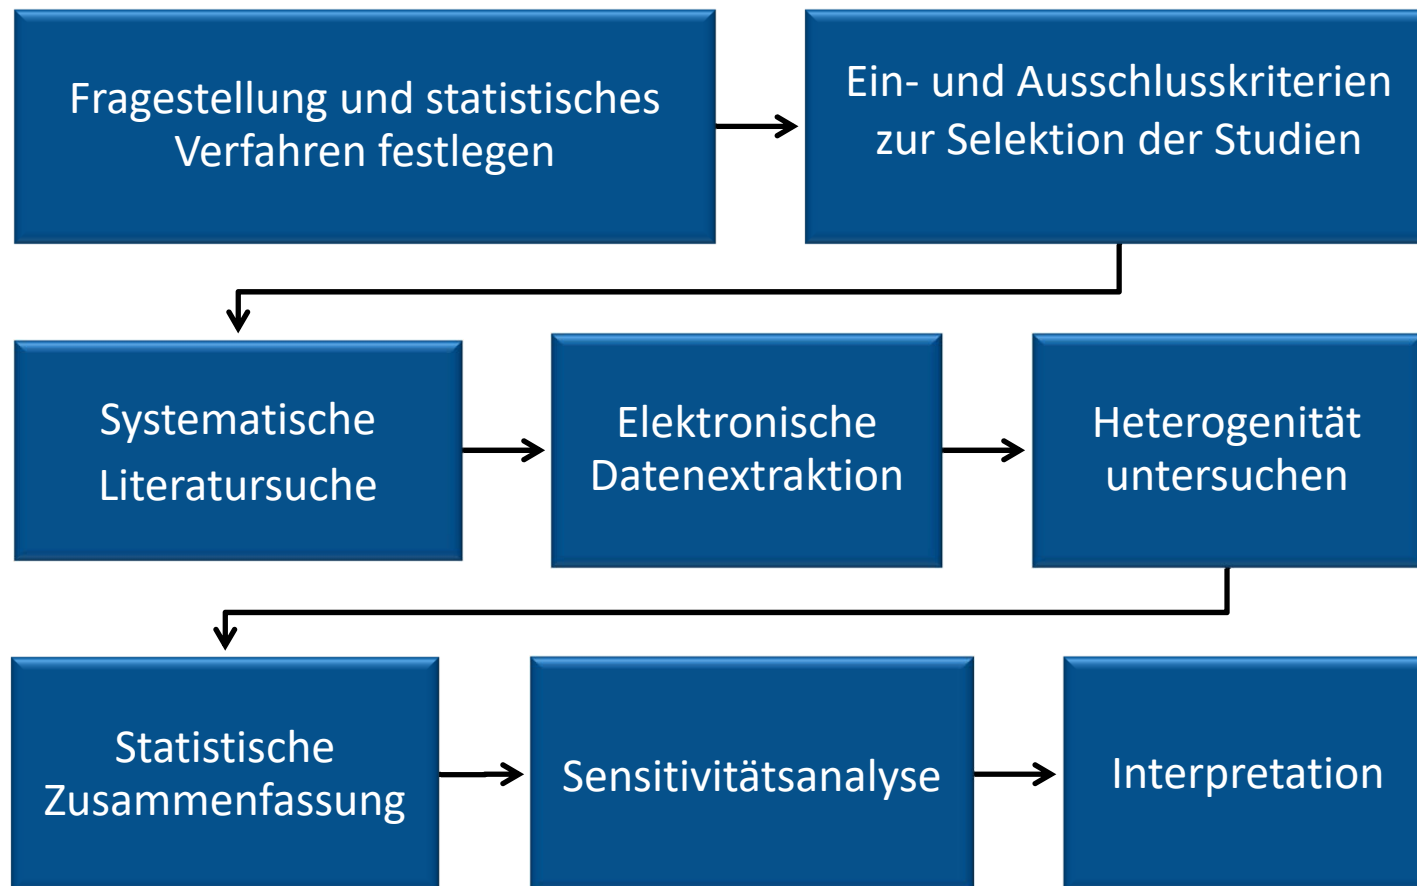 Fragestellung und statistisches
Verfahren festlegen
Ein- und Ausschlusskriterien
zur Selektion der Studien
Systematische
Literatursuche
Elektronische
Datenextraktion
Heterogenität
untersuchen
Statistische
Zusammenfassung
Sensitivitätsanalyse
Interpretation